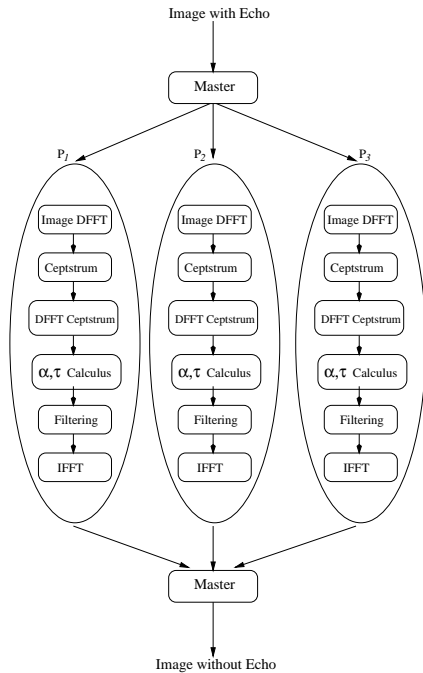 Image with Echo
Master
P1 P2 P3
Image DFFT Image DFFT Image DFFT
Ceptstrum Ceptstrum Ceptstrum
DFFT Ceptstrum DFFT Ceptstrum DFFT Ceptstrum
α,τ Calculus α,τ Calculus α,τ Calculus
Filtering Filtering Filtering
IFFT IFFT IFFT
Master
Image without Echo